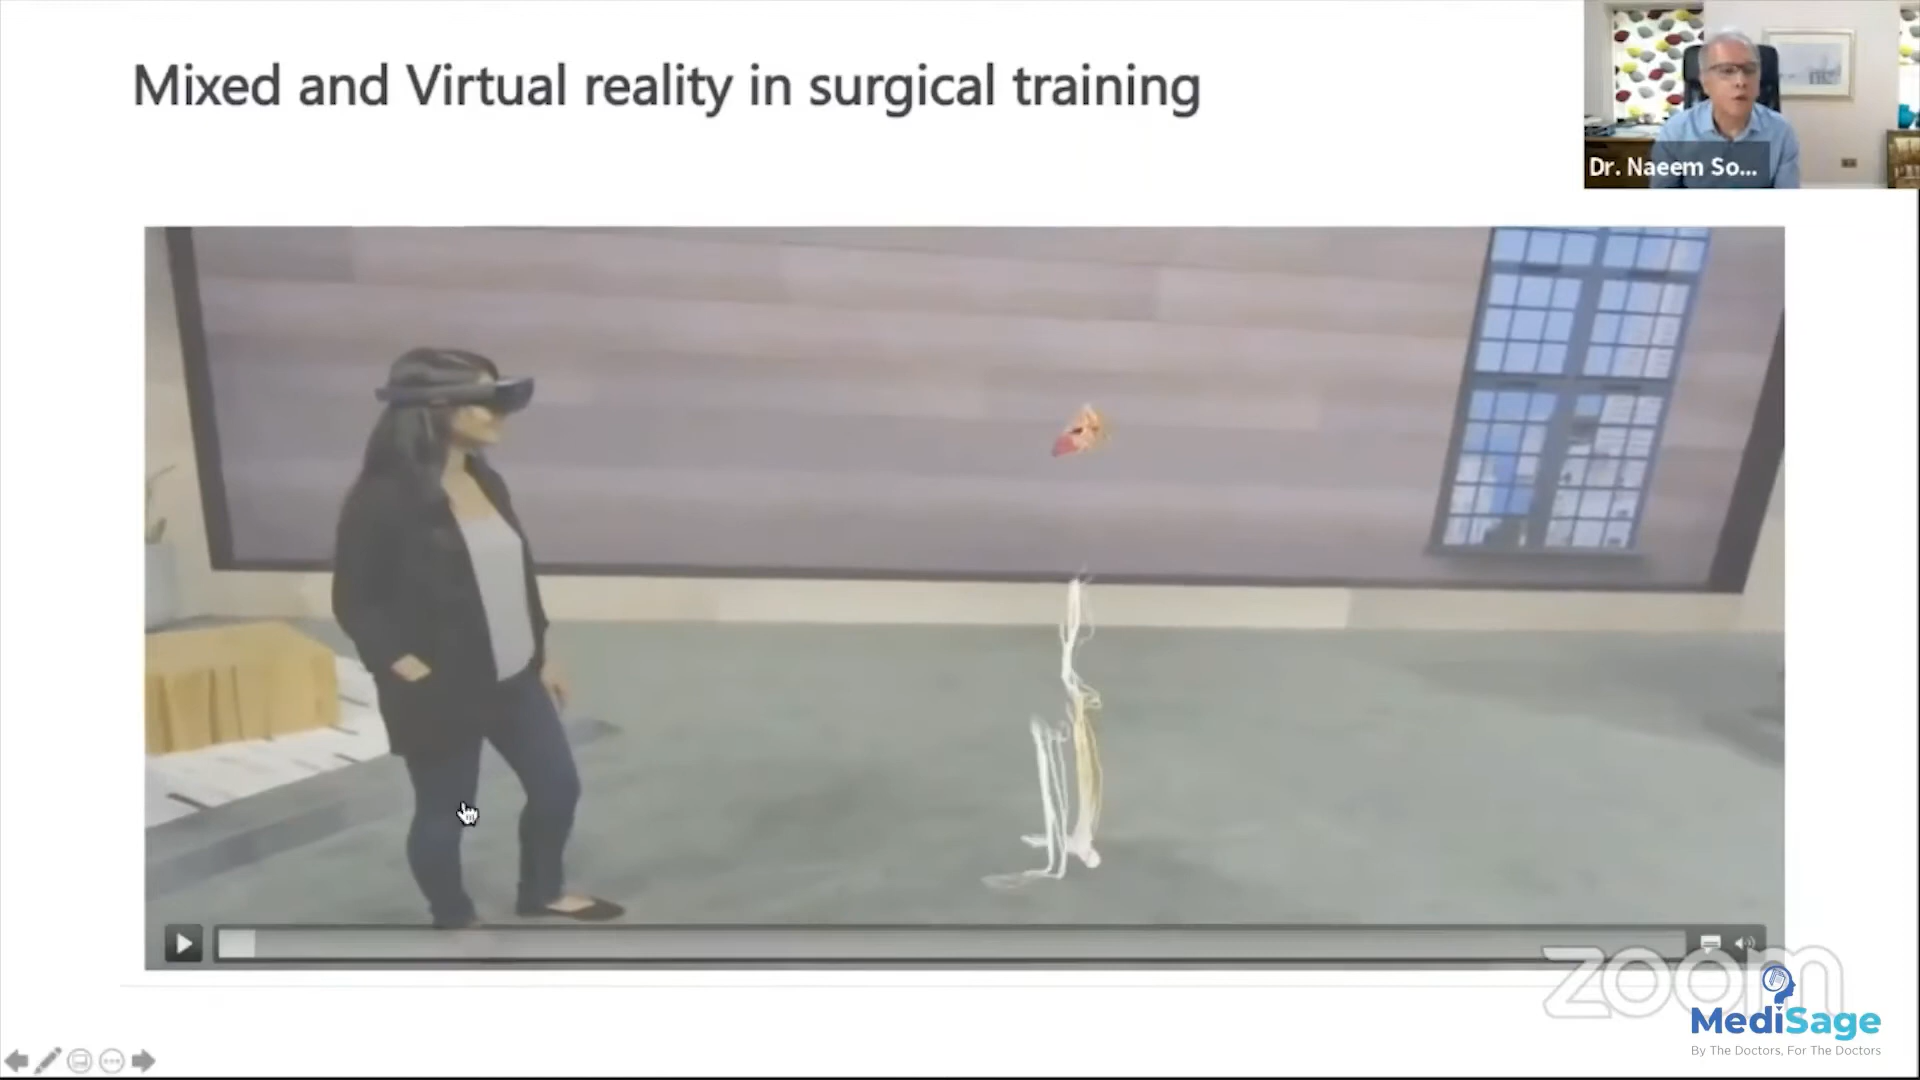 Mixed and Virtual reality in surgical training
Dr. Naeem So...
zoom
MediSage
By The Doctors, For The Doctors